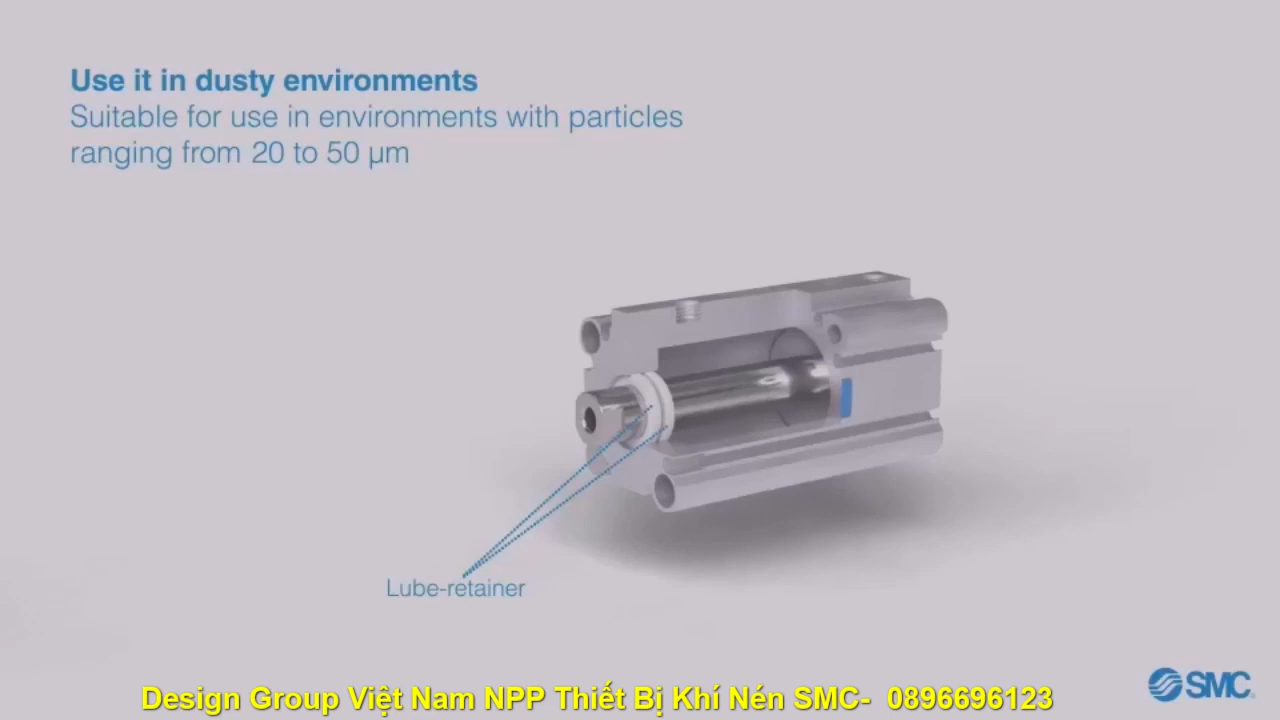 Use it in dusty environments
Suitable for use in environments with particles
ranging from 20 to 50 µm
Lube-retainer
SMC
Design Group Việt Nam NPP Thiết Bị Khí Nén SMC- 0896696123